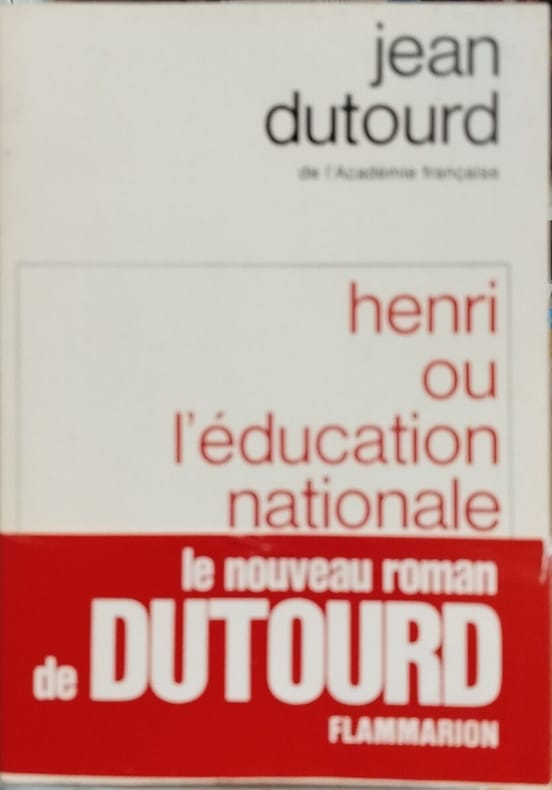 jean
dutourd
de l'Académie française
henri
ou
l'éducation
nationale
le nouveau roman
de DUTOURD
FLAMMARION